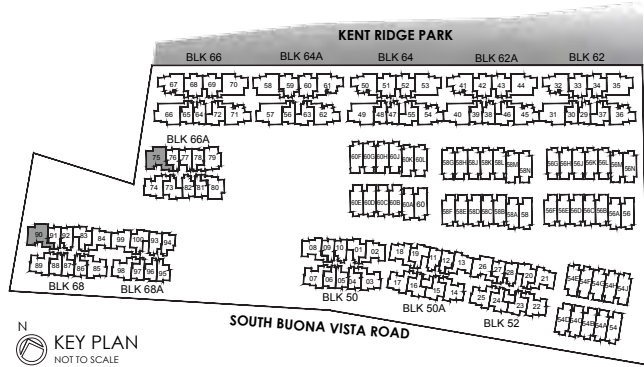 KENT RIDGE PARK
BLK 66 BLK 64A BLK 64 BLK 62A BLK 62
67 68 69 70 58 59 60 61 50 51 52 53 41 42 43 44 32 33 34 35
66 65 64 72 71 57 56 63 62 49 48 47 55 54 40 39 38 46 45 31 30 29 37 36
BLK 66A
75 76 77 78 79 60F 60G 60H 60J 60K 60L 58G 58H 58J 58K 58L 58M 58N 56G 56H 56J 56K 56L 56M 56N
74 73 82 81 80 60E 60D 60C 60B 60A 60 58F 58E 58D 58C 58B 58A 58 56F 56E 56D 56C 56B 56A 56
90 91 92 83 84 99 100 93 94 08 09 10 01 02 18 19 11 12 13 26 27 28 20 21
89 88 87 86 85 98 97 96 95 07 06 05 04 03 17 16 15 14 25 24 23 22 54J
BLK 68 BLK 68A BLK 50 BLK 50A BLK 52
54A 54
SOUTH BUONA VISTA ROAD
N
KEY PLAN
NOT TO SCALE